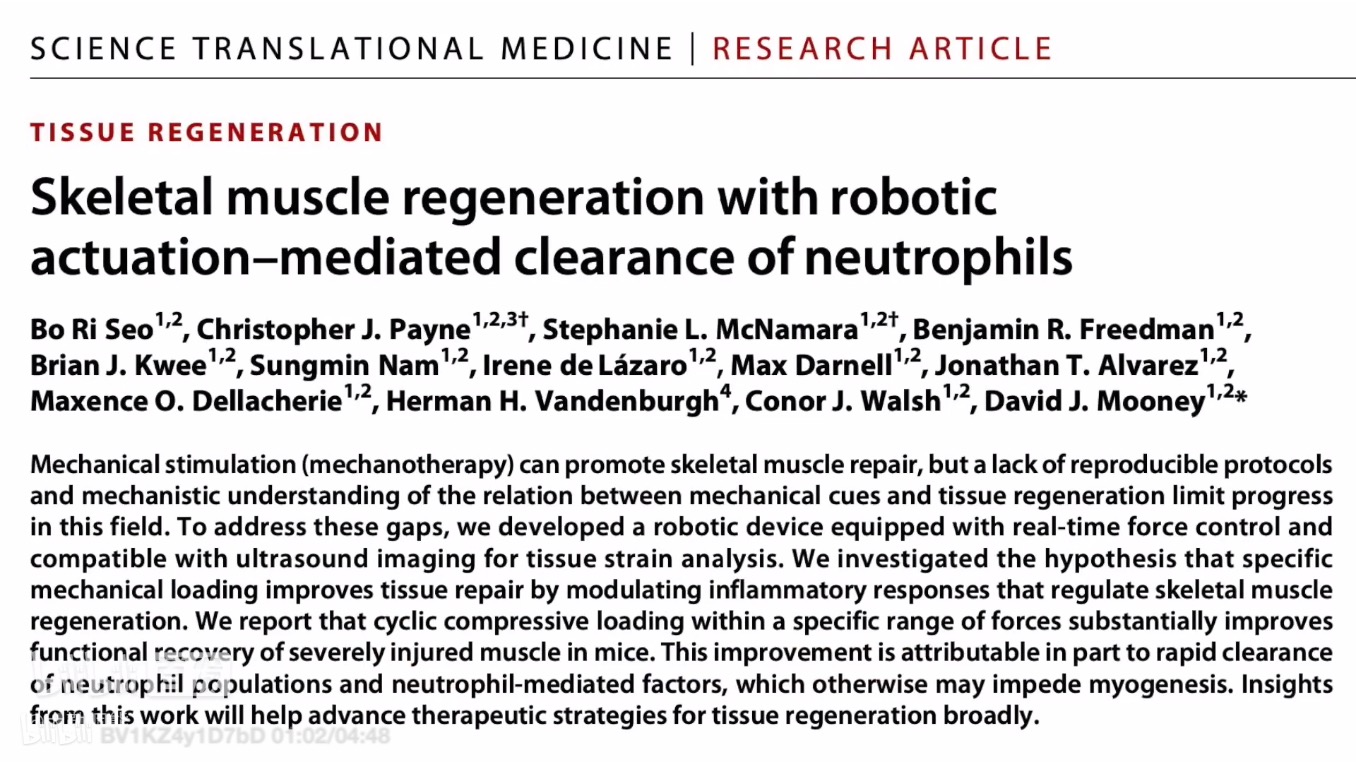 SCIENCE TRANSLATIONAL MEDICINE | RESEARCH ARTICLE
TISSUE REGENERATION
Skeletal muscle regeneration with robotic
actuation–mediated clearance of neutrophils
Bo Ri Seo1,2, Christopher J. Payne1,2,3†, Stephanie L. McNamara1,2†, Benjamin R. Freedman1,2,
Brian J. Kwee1,2, Sungmin Nam1,2, Irene de Lázaro1,2, Max Darnell1,2, Jonathan T. Alvarez1,2,
Maxence O. Dellacherie1,2, Herman H. Vandenburgh4, Conor J. Walsh1,2, David J. Mooney1,2*
Mechanical stimulation (mechanotherapy) can promote skeletal muscle repair, but a lack of reproducible protocols
and mechanistic understanding of the relation between mechanical cues and tissue regeneration limit progress
in this field. To address these gaps, we developed a robotic device equipped with real-time force control and
compatible with ultrasound imaging for tissue strain analysis. We investigated the hypothesis that specific
mechanical loading improves tissue repair by modulating inflammatory responses that regulate skeletal muscle
regeneration. We report that cyclic compressive loading within a specific range of forces substantially improves
functional recovery of severely injured muscle in mice. This improvement is attributable in part to rapid clearance
of neutrophil populations and neutrophil-mediated factors, which otherwise may impede myogenesis. Insights
from this work will help advance therapeutic strategies for tissue regeneration broadly.
bilibili BV1KZ4y1D7bD 01:02/04:48